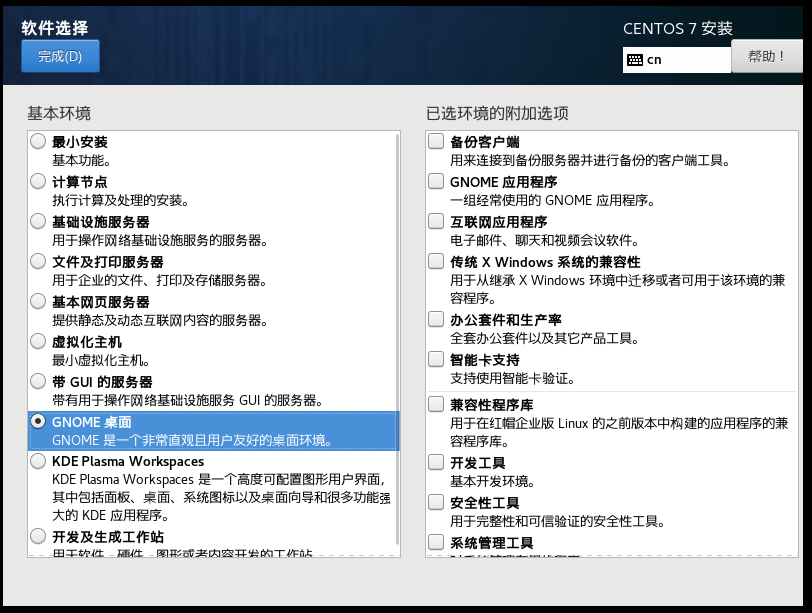 软件选择
完成(D)
CENTOS 7 安装
cn
帮助！
基本环境
最小安装
基本功能。
计算节点
执行计算及处理的安装。
基础设施服务器
用于操作网络基础设施服务的服务器。
文件及打印服务器
用于企业的文件、打印及存储服务器。
基本网页服务器
提供静态及动态互联网内容的服务器。
虚拟化主机
最小虚拟化主机。
带 GUI 的服务器
带有用于操作网络基础设施服务 GUI 的服务器。
GNOME 桌面
GNOME 是一个非常直观且用户友好的桌面环境。
KDE Plasma Workspaces
KDE Plasma Workspaces 是一个高度可配置图形用户界面，
其中包括面板、桌面、系统图标以及桌面向导和很多功能强
大的 KDE 应用程序。
开发及生成工作站
用于软件、硬件、图形或者内容开发的工作站
已选环境的附加选项
备份客户端
用来连接到备份服务器并进行备份的客户端工具。
GNOME 应用程序
一组经常使用的 GNOME 应用程序。
互联网应用程序
电子邮件、聊天和视频会议软件。
传统 X Windows 系统的兼容性
用于从继承 X Windows 环境中迁移或者可用于该环境的兼
容程序。
办公套件和生产率
全套办公套件以及其它产品工具。
智能卡支持
支持使用智能卡验证。
兼容性程序库
用于在红帽企业版 Linux 的之前版本中构建的应用程序的兼
容程序库。
开发工具
基本开发环境。
安全性工具
用于完整性和可信验证的安全性工具。
系统管理工具